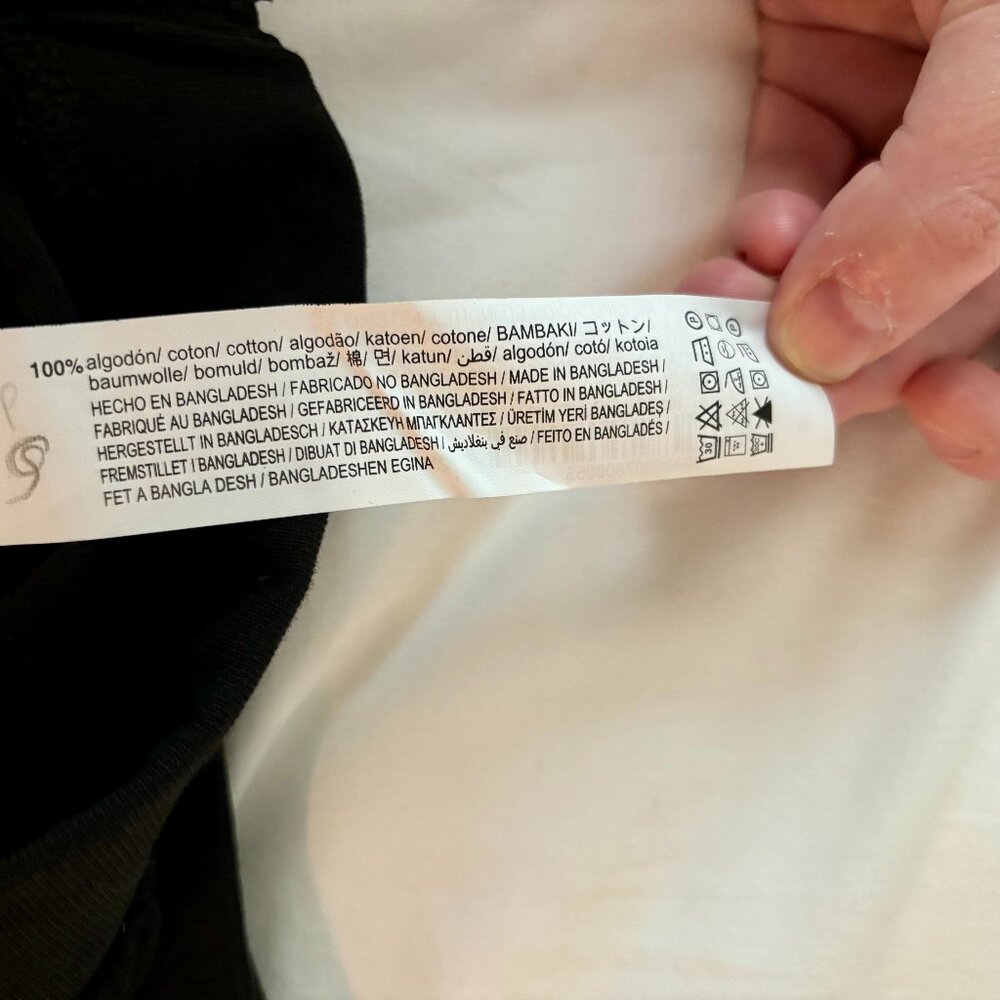 100% algodón/ coton/ cotton/ algodão/ katoen/ cotone/ BAMBAKI/ コットン/
baumwolle/ bomuld/ bombaž/ 棉/ 면/ katun/ قطن/ algodón/ cotó/ kotoia
HECHO EN BANGLADESH / FABRICADO NO BANGLADESH / MADE IN BANGLADESH /
FABRIQUÉ AU BANGLADESH / GEFABRICEERD IN BANGLADESH / FATTO IN BANGLADESH /
HERGESTELLT IN BANGLADESCH / ΚΑΤΑΣΚΕΥΗ ΜΠΑΓΚΛΑΝΤΕΣ / ÜRETİM YERİ BANGLADEŞ /
FREMSTILLET I BANGLADESH / DIBUAT DI BANGLADESH / صنع في بنغلاديش / FEITO EN BANGLADÉS /
FET A BANGLA DESH / BANGLADESHEN EGINA